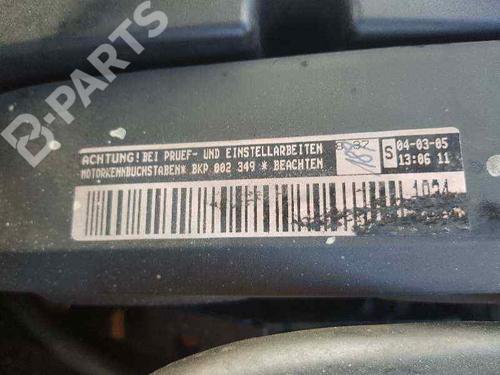 B-PARTS
ACHTUNG! BEI PRUEF- UND EINSTELLARBEITEN
MOTORKENNBUCHSTABEN* BKP 002 349 * BEACHTEN
S
04-03-05
13:06 11